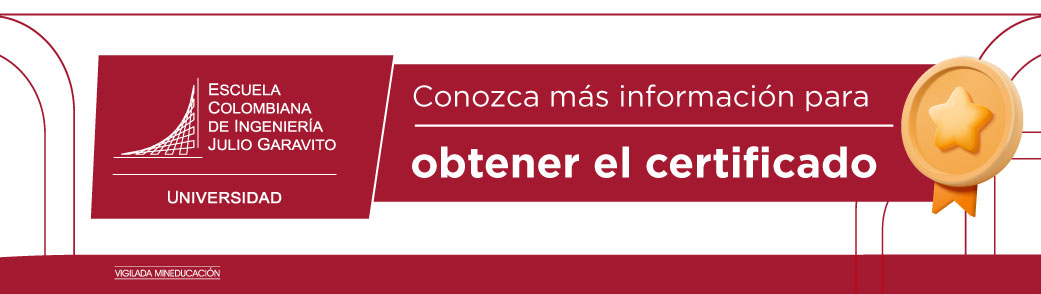 ESCUELA
COLOMBIANA
DE INGENIERÍA
JULIO GARAVITO
UNIVERSIDAD
Conozca más información para
obtener el certificado
VIGILADA MINEDUCACIÓN